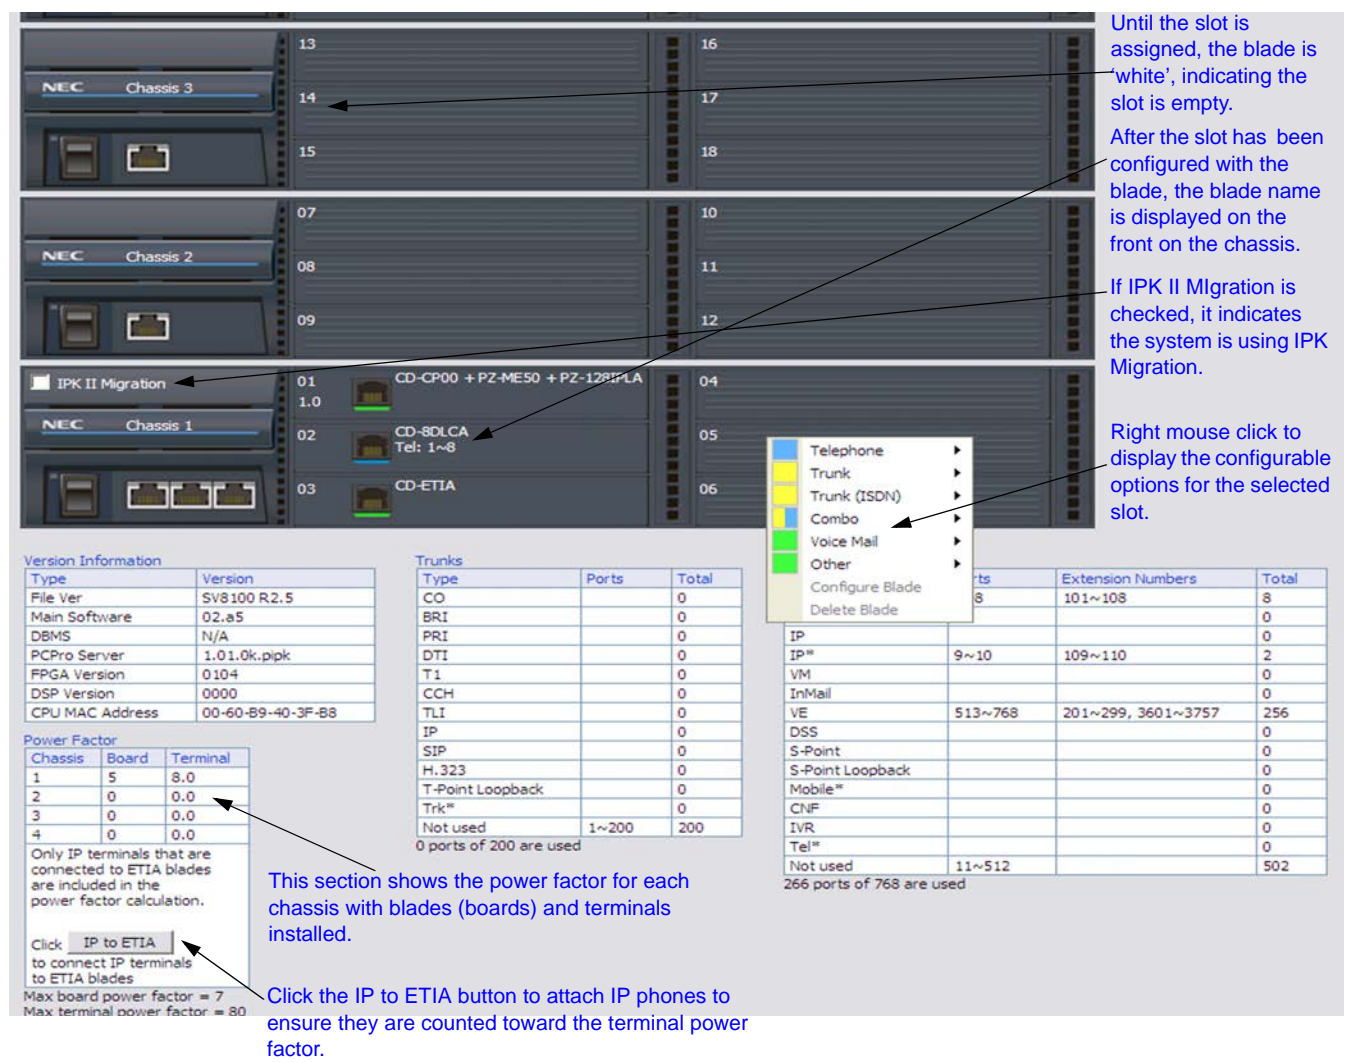 13
16
NEC Chassis 3
14
17
15
18
07
10
NEC Chassis 2
08
11
09
12
IPK II Migration
01
1.0
CD-CP00 + PZ-ME50 + PZ-128IPLA
04
NEC Chassis 1
02
CD-8DLCA
Tel: 1~8
05
03
CD-ETIA
06
Telephone
Trunk
Trunk (ISDN)
Combo
Voice Mail
Other
Configure Blade
Delete Blade
Until the slot is
assigned, the blade is
‘white’, indicating the
slot is empty.
After the slot has been
configured with the
blade, the blade name
is displayed on the
front on the chassis.
If IPK II MIgration is
checked, it indicates
the system is using IPK
Migration.
Right mouse click to
display the configurable
options for the selected
slot.
Version Information
Type Version
File Ver SV8100 R2.5
Main Software 02.a5
DBMS N/A
PCPro Server 1.01.0k.pipk
FPGA Version 0104
DSP Version 0000
CPU MAC Address 00-60-B9-40-3F-B8
Power Factor
Chassis Board Terminal
1 5 8.0
2 0 0.0
3 0 0.0
4 0 0.0
Only IP terminals that are
connected to ETIA blades
are included in the
power factor calculation.
Click IP to ETIA
to connect IP terminals
to ETIA blades
Max board power factor = 7
Max terminal power factor = 80
Trunks
Type Ports Total
CO 0
BRI 0
PRI 0
DTI 0
T1 0
CCH 0
TLI 0
IP 0
SIP 0
H.323 0
T-Point Loopback 0
Trk* 0
Not used 1~200 200
0 ports of 200 are used
Extension Numbers Total
8 101~108 8
0
IP 0
IP* 9~10 109~110 2
VM 0
InMail 0
VE 513~768 201~299, 3601~3757 256
DSS 0
S-Point 0
S-Point Loopback 0
Mobile* 0
CNF 0
IVR 0
Tel* 0
Not used 11~512 502
266 ports of 768 are used
This section shows the power factor for each
chassis with blades (boards) and terminals
installed.
Click the IP to ETIA button to attach IP phones to
ensure they are counted toward the terminal power
factor.